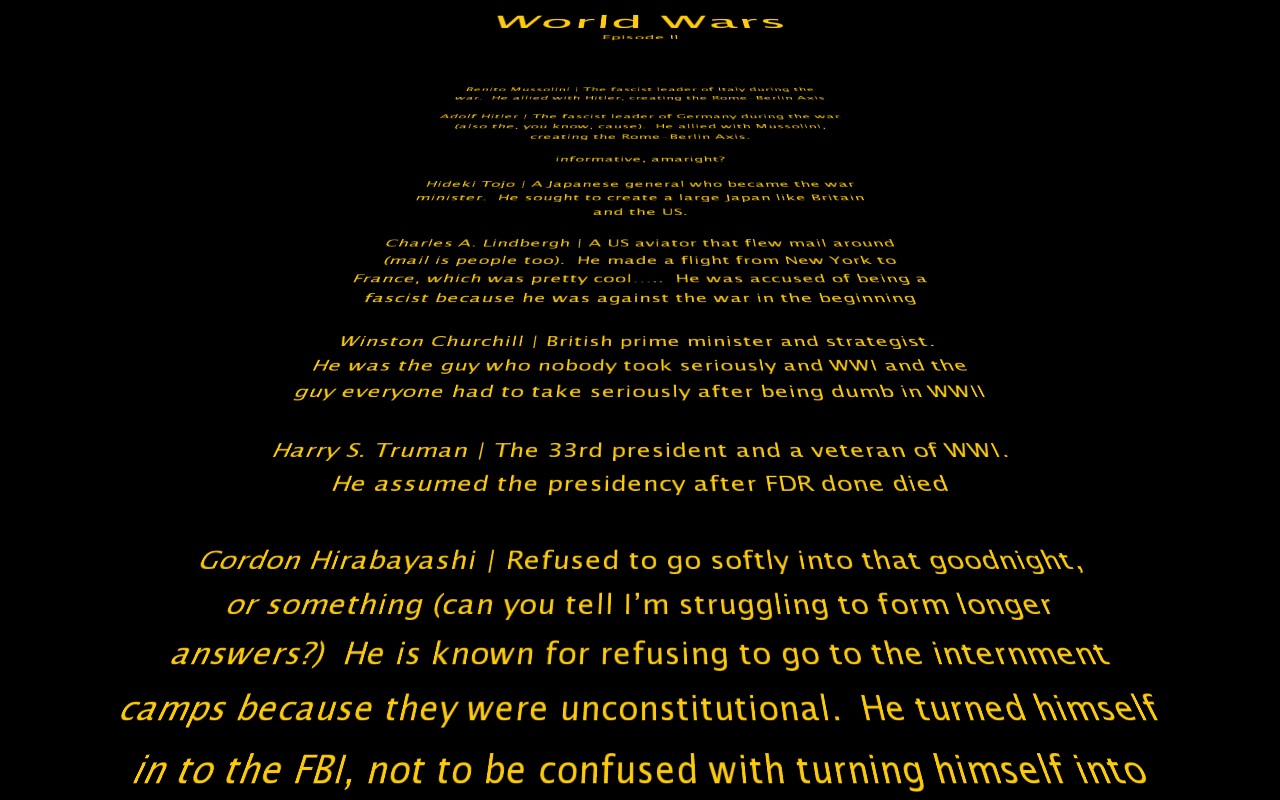 World Wars
Episode II
Benito Mussolini | The fascist leader of Italy during the
war.  He allied with Hitler, creating the Rome-Berlin Axis
Adolf Hitler | The fascist leader of Germany during the war
(also the, you know, cause).  He allied with Mussolini,
creating the Rome-Berlin Axis.
informative, amaright?
Hideki Tojo | A Japanese general who became the war
minister.  He sought to create a large Japan like Britain
and the US.
Charles A. Lindbergh | A US aviator that flew mail around
(mail is people too).  He made a flight from New York to
France, which was pretty cool.....  He was accused of being a
fascist because he was against the war in the beginning
Winston Churchill | British prime minister and strategist.
He was the guy who nobody took seriously and WWI and the
guy everyone had to take seriously after being dumb in WWII
Harry S. Truman | The 33rd president and a veteran of WWI.
He assumed the presidency after FDR done died
Gordon Hirabayashi | Refused to go softly into that goodnight,
or something (can you tell I’m struggling to form longer
answers?)  He is known for refusing to go to the internment
camps because they were unconstitutional.  He turned himself
in to the FBI, not to be confused with turning himself into